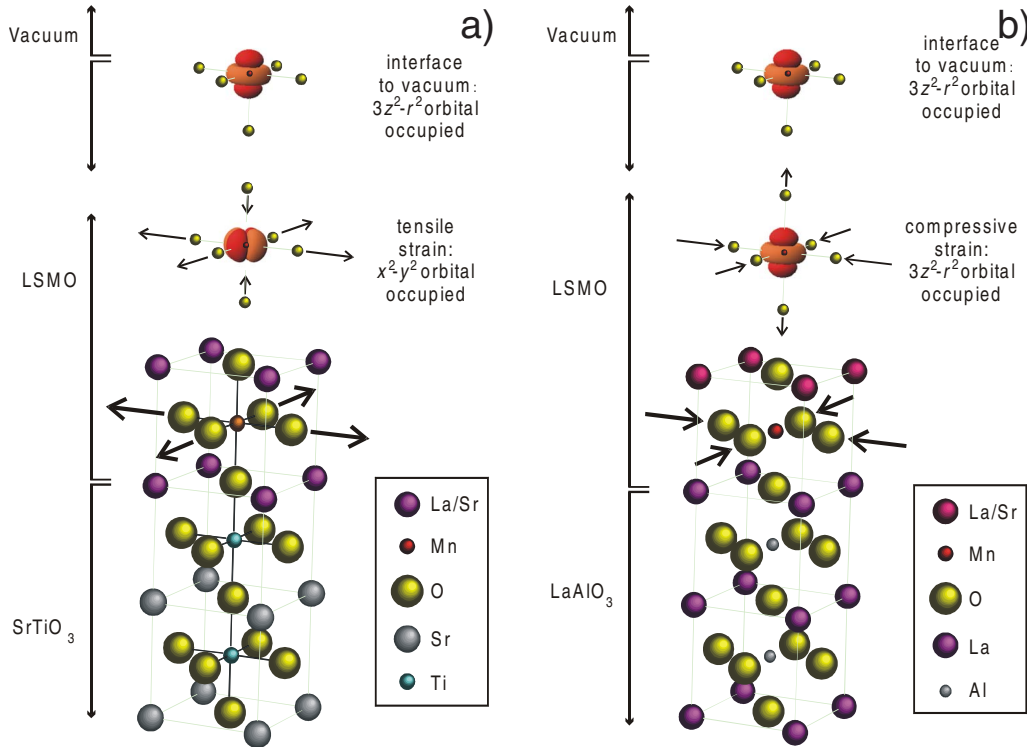 a)
Vacuum
interface
to vacuum:
3z²-r² orbital
occupied
tensile
strain:
x²-y² orbital
occupied
LSMO
SrTiO₃
La/Sr
Mn
O
Sr
Ti
b)
Vacuum
interface
to vacuum:
3z²-r² orbital
occupied
compressive
strain:
3z²-r² orbital
occupied
LSMO
LaAlO₃
La/Sr
Mn
O
La
Al